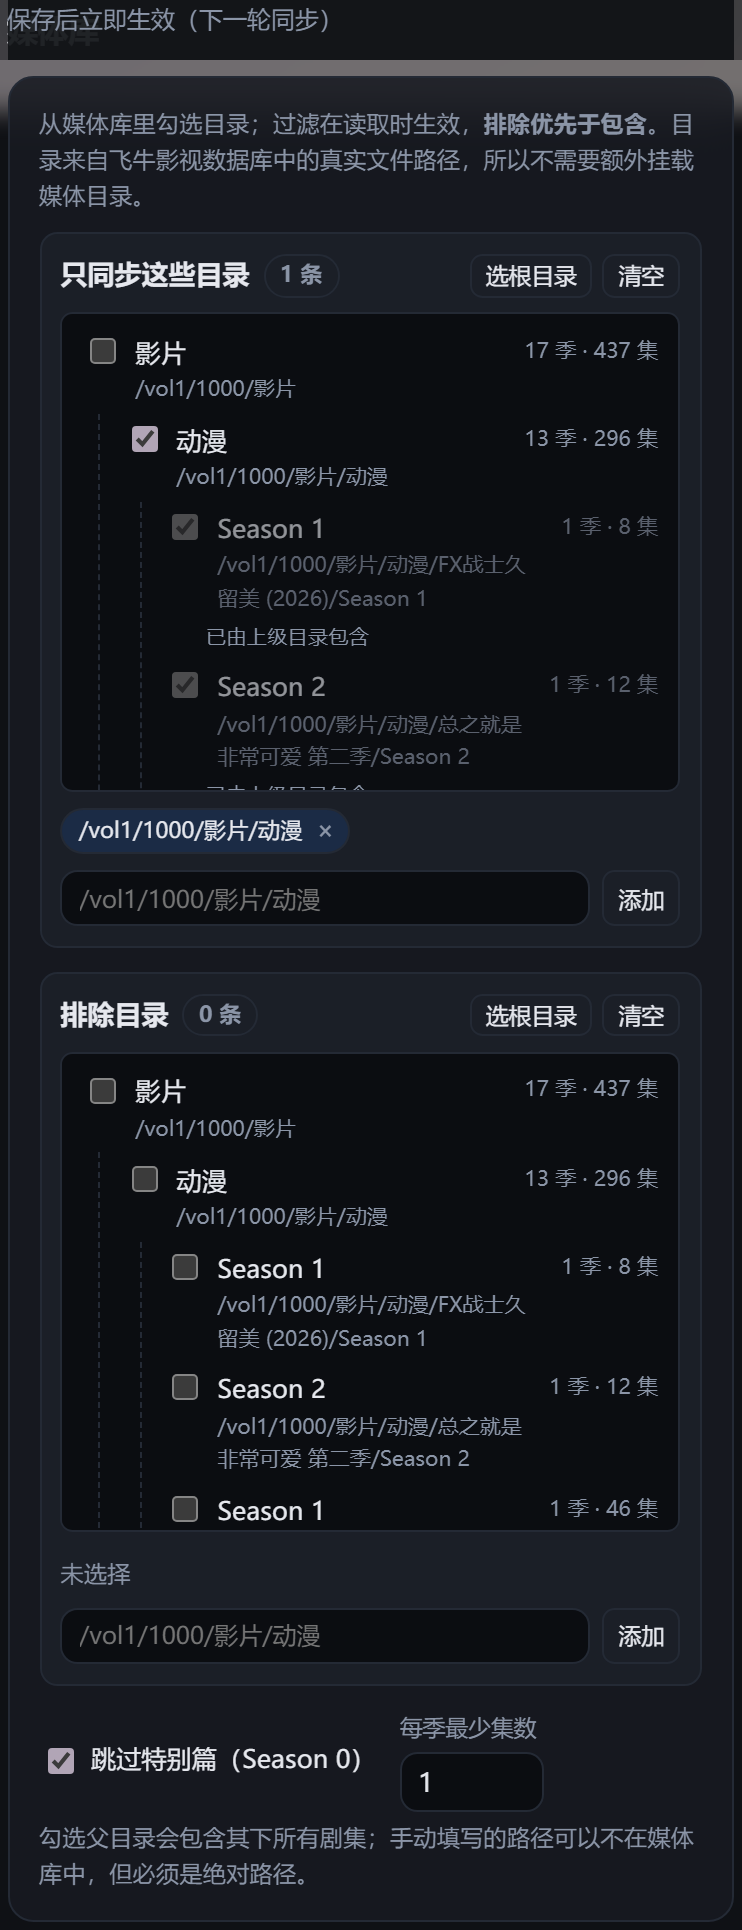 保存后立即生效（下一轮同步）
媒体库
从媒体库里勾选目录；过滤在读取时生效，排除优先于包含。目
录来自飞牛影视数据库中的真实文件路径，所以不需要额外挂载
媒体目录。
只同步这些目录 1 条 选根目录 清空
影片 17 季 · 437 集
/vol1/1000/影片
动漫 13 季 · 296 集
/vol1/1000/影片/动漫
Season 1 1 季 · 8 集
/vol1/1000/影片/动漫/FX战士久
留美 (2026)/Season 1
已由上级目录包含
Season 2 1 季 · 12 集
/vol1/1000/影片/动漫/总之就是
非常可爱 第二季/Season 2
已由上级目录包含
/vol1/1000/影片/动漫 ×
/vol1/1000/影片/动漫 添加
排除目录 0 条 选根目录 清空
影片 17 季 · 437 集
/vol1/1000/影片
动漫 13 季 · 296 集
/vol1/1000/影片/动漫
Season 1 1 季 · 8 集
/vol1/1000/影片/动漫/FX战士久
留美 (2026)/Season 1
Season 2 1 季 · 12 集
/vol1/1000/影片/动漫/总之就是
非常可爱 第二季/Season 2
Season 1 1 季 · 46 集
未选择
/vol1/1000/影片/动漫 添加
每季最少集数
跳过特别篇（Season 0） 1
勾选父目录会包含其下所有剧集；手动填写的路径可以不在媒体
库中，但必须是绝对路径。